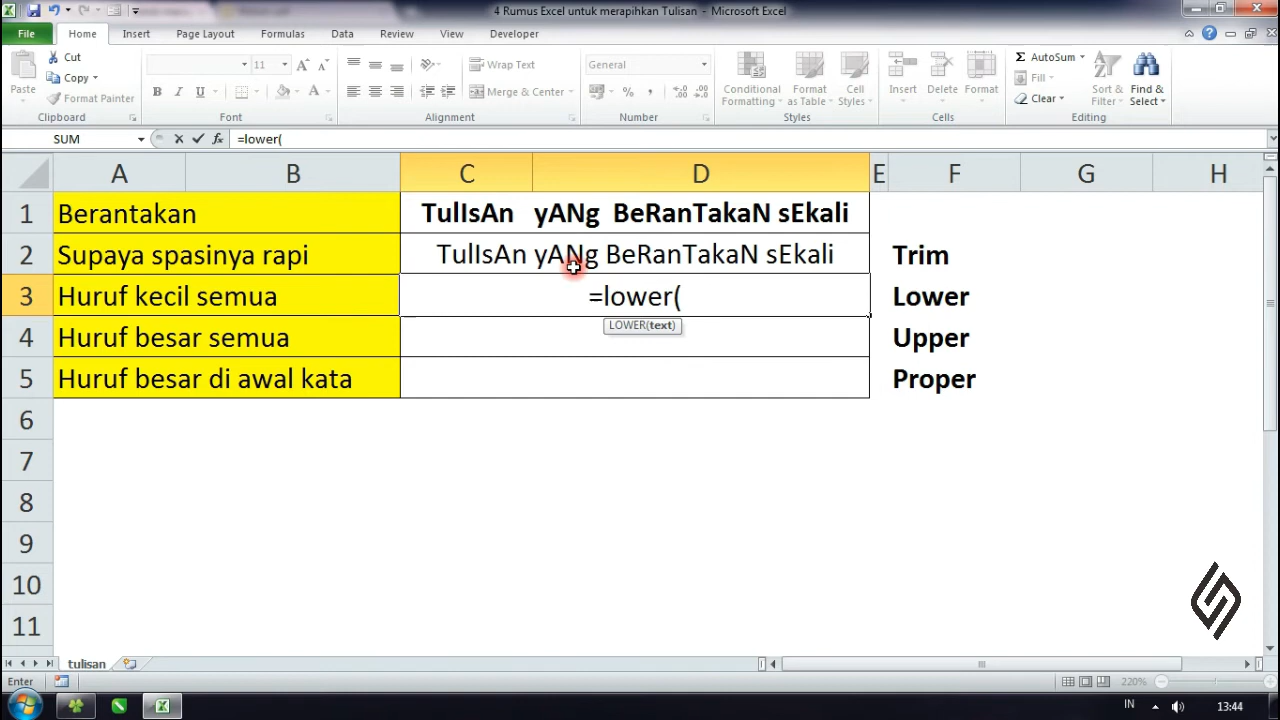 4 Rumus Excel untuk merapihkan Tulisan - Microsoft Excel
File Home Insert Page Layout Formulas Data Review View Developer
Cut
Copy
Format Painter
Paste
Clipboard
11
Font
Wrap Text
Merge & Center
Alignment
General
Number
Conditional Formatting
Format as Table
Cell Styles
Styles
Insert Delete Format
Cells
AutoSum
Fill
Clear
Sort & Filter
Find & Select
Editing
SUM =lower(
A B C D E F G H
1 Berantakan TulIsAn yANg BeRanTakaN sEkali
2 Supaya spasinya rapi TulIsAn yANg BeRanTakaN sEkali Trim
3 Huruf kecil semua =lower( Lower
LOWER(text)
4 Huruf besar semua Upper
5 Huruf besar di awal kata Proper
6
7
8
9
10
11
tulisan
Enter 220%
IN 13:44